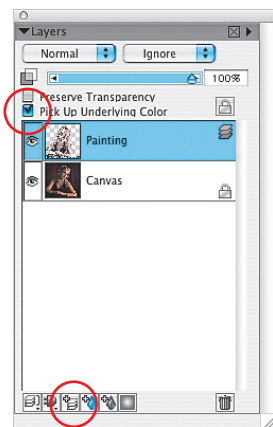 Layers
Normal Ignore
100%
Preserve Transparency
Pick Up Underlying Color
Painting
Canvas